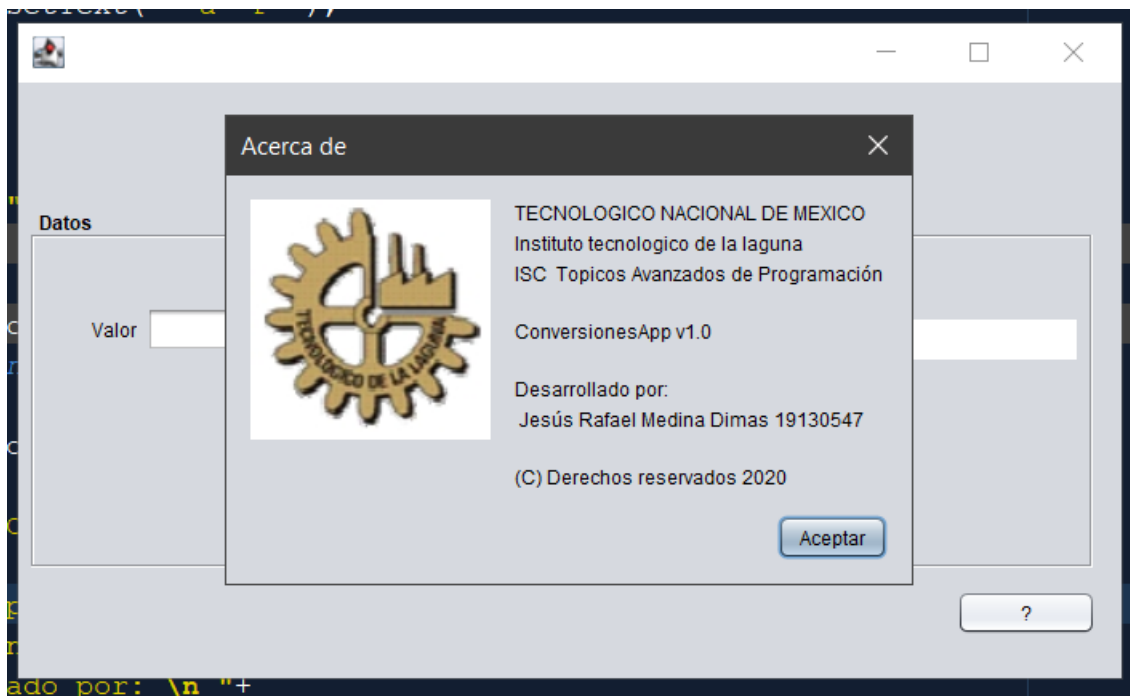 Acerca de
TECNOLOGICO NACIONAL DE MEXICO
Instituto tecnologico de la laguna
ISC Topicos Avanzados de Programación
ConversionesApp v1.0
Desarrollado por:
Jesús Rafael Medina Dimas 19130547
(C) Derechos reservados 2020
Aceptar
TECNOLOGICO DE LA LAGUNA
Datos
Valor
?
ado por: \n "+